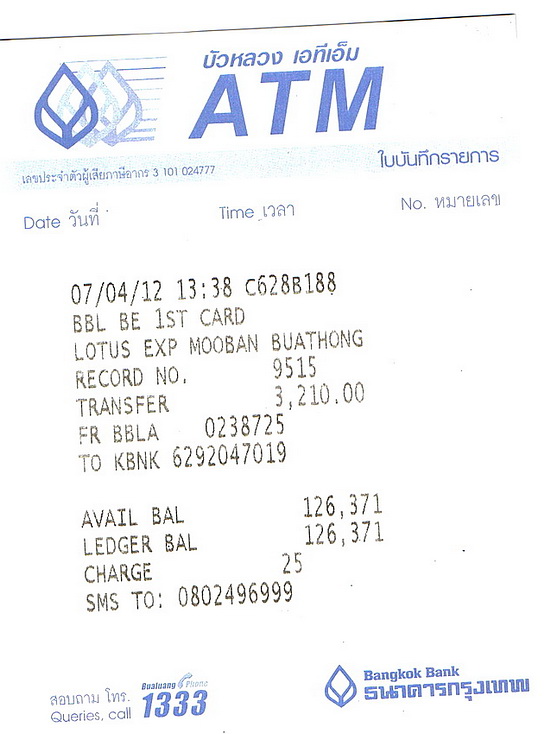 บัวหลวง เอทีเอ็ม
ATM
ใบบันทึกรายการ
เลขประจำตัวผู้เสียภาษีอากร 3 101 024777
Date วันที่ Time เวลา No. หมายเลข
07/04/12 13:38 C628B188
BBL BE 1ST CARD
LOTUS EXP MOOBAN BUATHONG
RECORD NO. 9515
TRANSFER 3,210.00
FR BBLA 0238725
TO KBNK 6292047019
AVAIL BAL 126,371
LEDGER BAL 126,371
CHARGE 25
SMS TO: 0802496999
สอบถาม โทร.
Queries, call
Bualuang Phone
1333
Bangkok Bank
ธนาคารกรุงเทพ